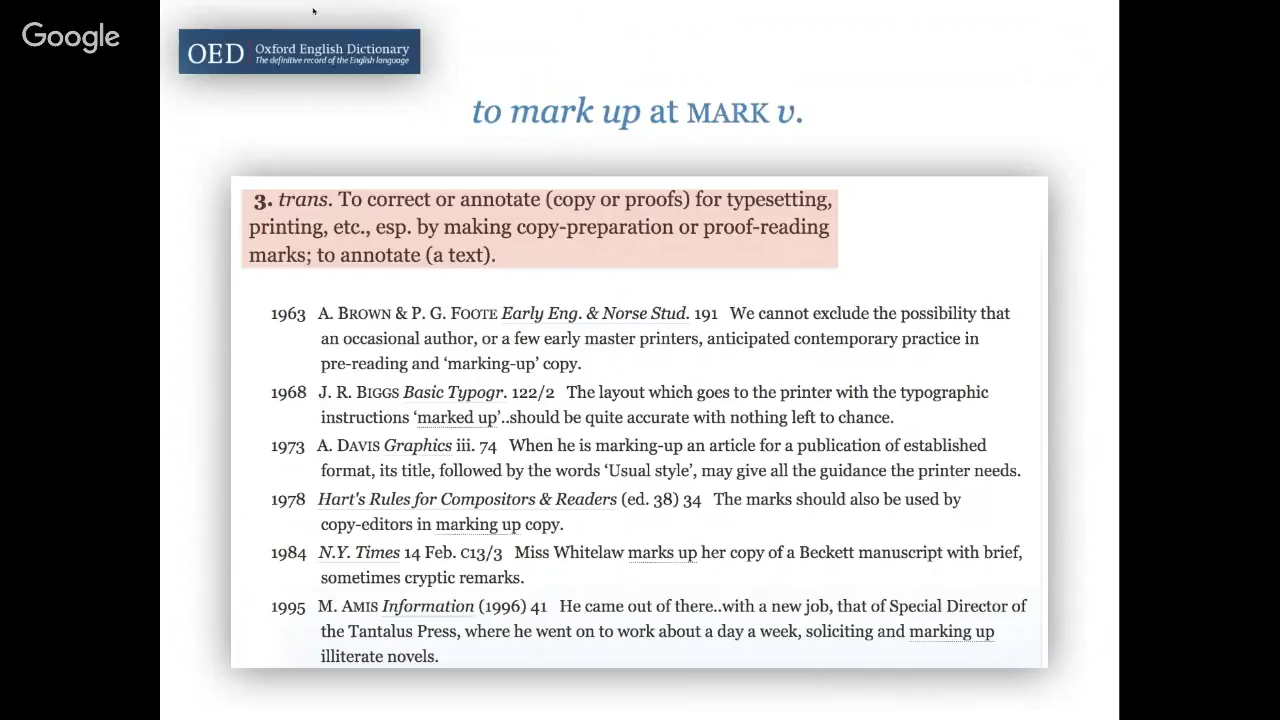 Google
OED Oxford English Dictionary
The definitive record of the English language
to mark up at MARK v.
3. trans. To correct or annotate (copy or proofs) for typesetting,
printing, etc., esp. by making copy-preparation or proof-reading
marks; to annotate (a text).
1963 A. BROWN & P. G. FOOTE Early Eng. & Norse Stud. 191 We cannot exclude the possibility that
an occasional author, or a few early master printers, anticipated contemporary practice in
pre-reading and ‘marking-up’ copy.
1968 J. R. BIGGS Basic Typogr. 122/2 The layout which goes to the printer with the typographic
instructions ‘marked up’..should be quite accurate with nothing left to chance.
1973 A. DAVIS Graphics iii. 74 When he is marking-up an article for a publication of established
format, its title, followed by the words ‘Usual style’, may give all the guidance the printer needs.
1978 Hart's Rules for Compositors & Readers (ed. 38) 34 The marks should also be used by
copy-editors in marking up copy.
1984 N.Y. Times 14 Feb. C13/3 Miss Whitelaw marks up her copy of a Beckett manuscript with brief,
sometimes cryptic remarks.
1995 M. AMIS Information (1996) 41 He came out of there..with a new job, that of Special Director of
the Tantalus Press, where he went on to work about a day a week, soliciting and marking up
illiterate novels.